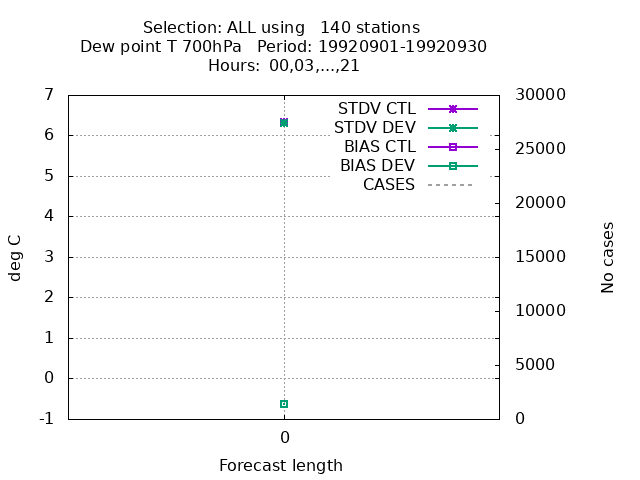 Selection: ALL using   140 stations
Dew point T 700hPa   Period: 19920901-19920930
Hours: 00,03,...,21
7
6
5
4
3
2
1
0
-1
deg C
STDV CTL
STDV DEV
BIAS CTL
BIAS DEV
CASES
30000
25000
20000
15000
10000
5000
0
No cases
0
Forecast length